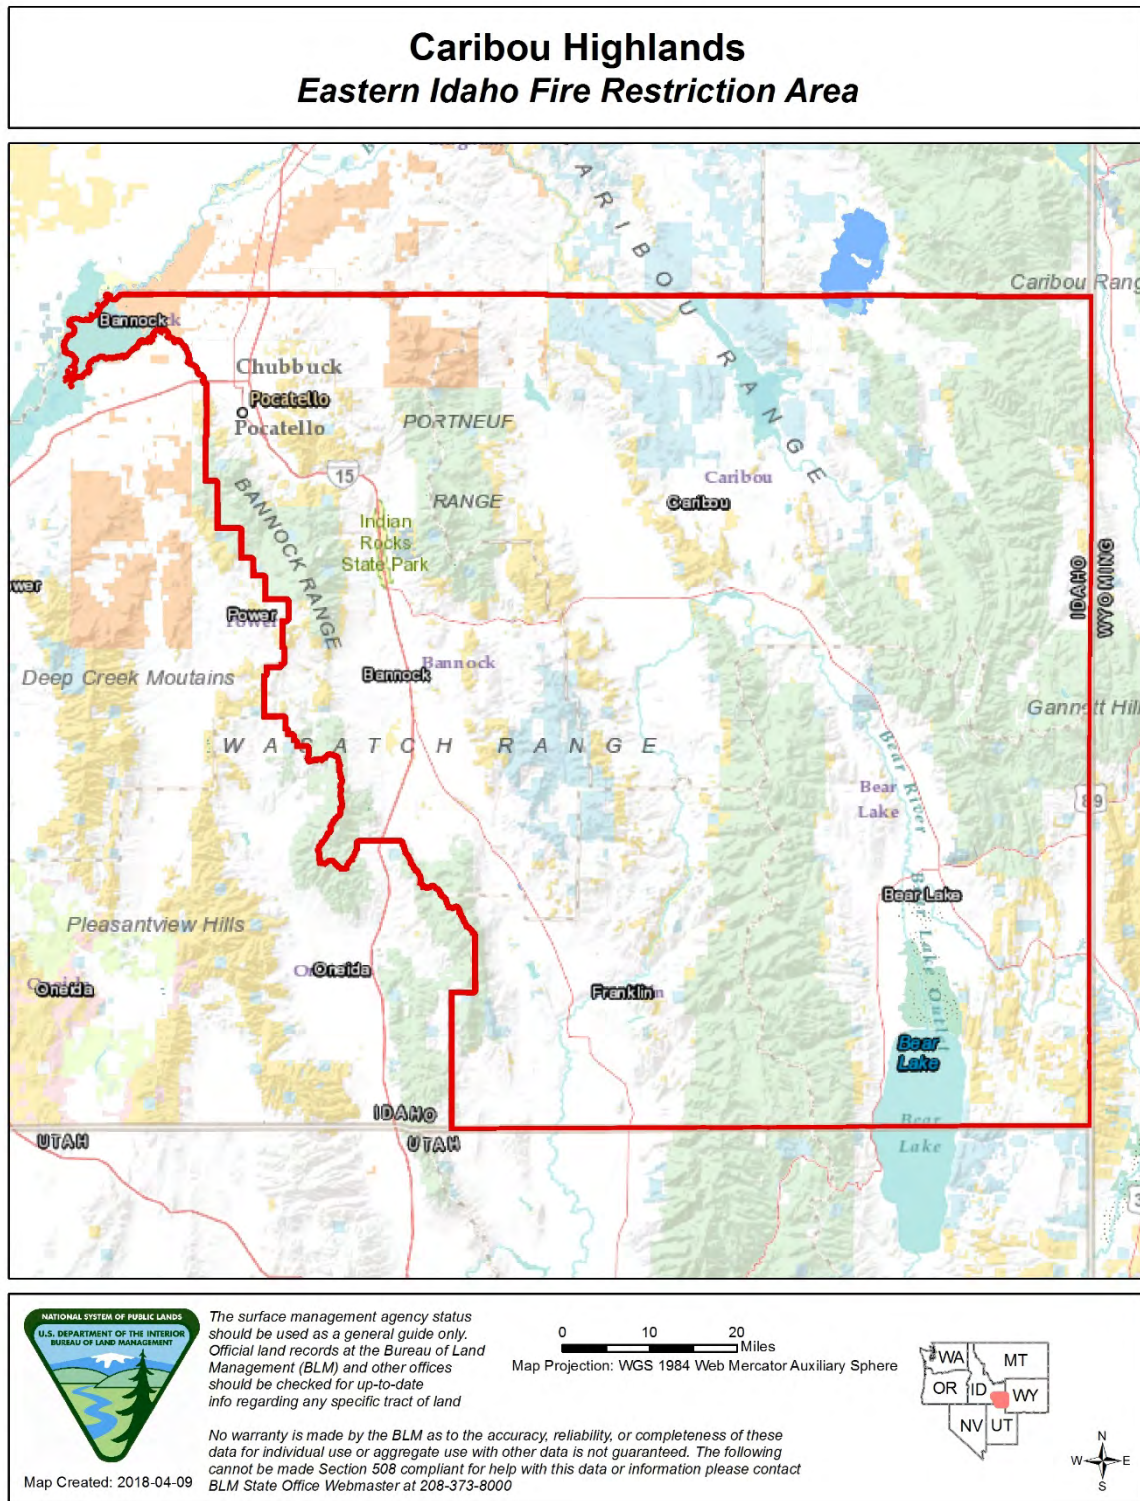 Caribou Highlands
Eastern Idaho Fire Restriction Area
CARIBOU RANGE
Caribou Rang
Bannock
Chubbuck
Pocatello
Pocatello
PORTNEUF
RANGE
15
BANNOCK RANGE
Indian
Rocks
State Park
Caribou
Caribou
IDAHO
WYOMING
wer
Power
Deep Creek Moutains
Bannock
Bannock
Gannett Hill
WASATCH RANGE
Bear River
Bear
Lake
89
Bear Lake
Bear Lake Outl
Pleasantview Hills
Oneida
Oneida
Franklin
Bear
Lake
Bear
Lake
IDAHO
UTAH
UTAH
3
NATIONAL SYSTEM OF PUBLIC LANDS
U.S. DEPARTMENT OF THE INTERIOR
BUREAU OF LAND MANAGEMENT
Map Created: 2018-04-09
The surface management agency status
should be used as a general guide only.
Official land records at the Bureau of Land
Management (BLM) and other offices
should be checked for up-to-date
info regarding any specific tract of land
No warranty is made by the BLM as to the accuracy, reliability, or completeness of these
data for individual use or aggregate use with other data is not guaranteed. The following
cannot be made Section 508 compliant for help with this data or information please contact
BLM State Office Webmaster at 208-373-8000
0 10 20
Miles
Map Projection: WGS 1984 Web Mercator Auxiliary Sphere
WA MT
OR ID WY
NV UT
N
W E
S